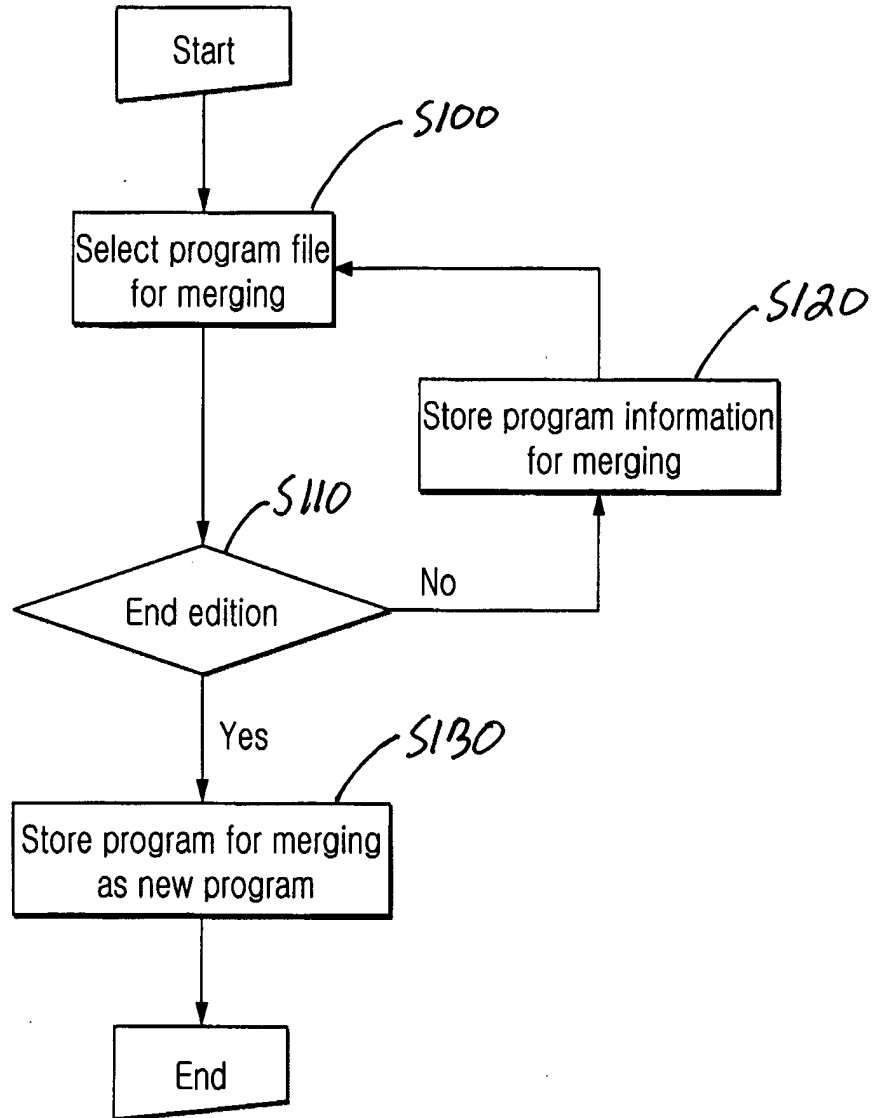 Start
S100
Select program file
for merging
S120
Store program information
for merging
S110
End edition
No
Yes
S130
Store program for merging
as new program
End